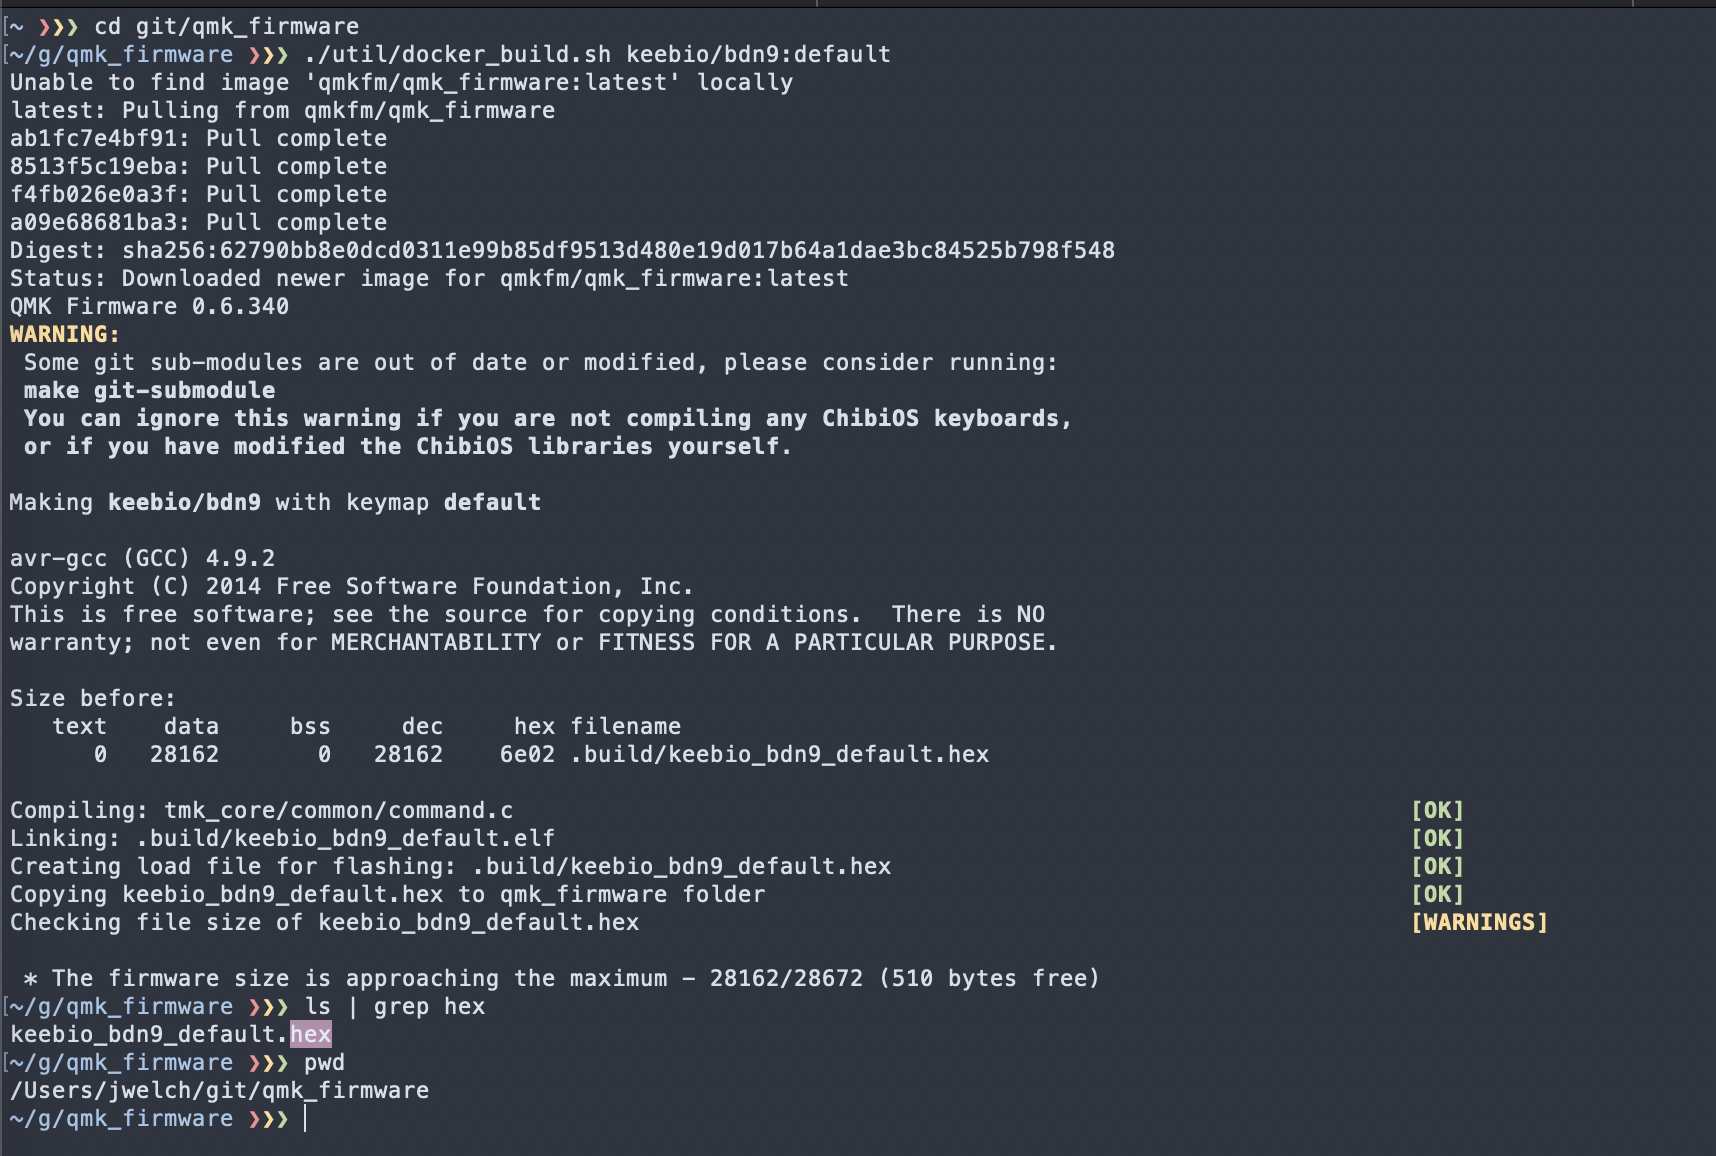 [~ ❯❯❯ cd git/qmk_firmware
[~/g/qmk_firmware ❯❯❯ ./util/docker_build.sh keebio/bdn9:default
Unable to find image 'qmkfm/qmk_firmware:latest' locally
latest: Pulling from qmkfm/qmk_firmware
ab1fc7e4bf91: Pull complete
8513f5c19eba: Pull complete
f4fb026e0a3f: Pull complete
a09e68681ba3: Pull complete
Digest: sha256:62790bb8e0dcd0311e99b85df9513d480e19d017b64a1dae3bc84525b798f548
Status: Downloaded newer image for qmkfm/qmk_firmware:latest
QMK Firmware 0.6.340
WARNING:
 Some git sub-modules are out of date or modified, please consider running:
 make git-submodule
 You can ignore this warning if you are not compiling any ChibiOS keyboards,
 or if you have modified the ChibiOS libraries yourself.

Making keebio/bdn9 with keymap default

avr-gcc (GCC) 4.9.2
Copyright (C) 2014 Free Software Foundation, Inc.
This is free software; see the source for copying conditions.  There is NO
warranty; not even for MERCHANTABILITY or FITNESS FOR A PARTICULAR PURPOSE.

Size before:
   text    data     bss     dec     hex filename
      0   28162       0   28162    6e02 .build/keebio_bdn9_default.hex

Compiling: tmk_core/common/command.c [OK]
Linking: .build/keebio_bdn9_default.elf [OK]
Creating load file for flashing: .build/keebio_bdn9_default.hex [OK]
Copying keebio_bdn9_default.hex to qmk_firmware folder [OK]
Checking file size of keebio_bdn9_default.hex [WARNINGS]

 * The firmware size is approaching the maximum – 28162/28672 (510 bytes free)
[~/g/qmk_firmware ❯❯❯ ls | grep hex
keebio_bdn9_default.hex
[~/g/qmk_firmware ❯❯❯ pwd
/Users/jwelch/git/qmk_firmware
~/g/qmk_firmware ❯❯❯